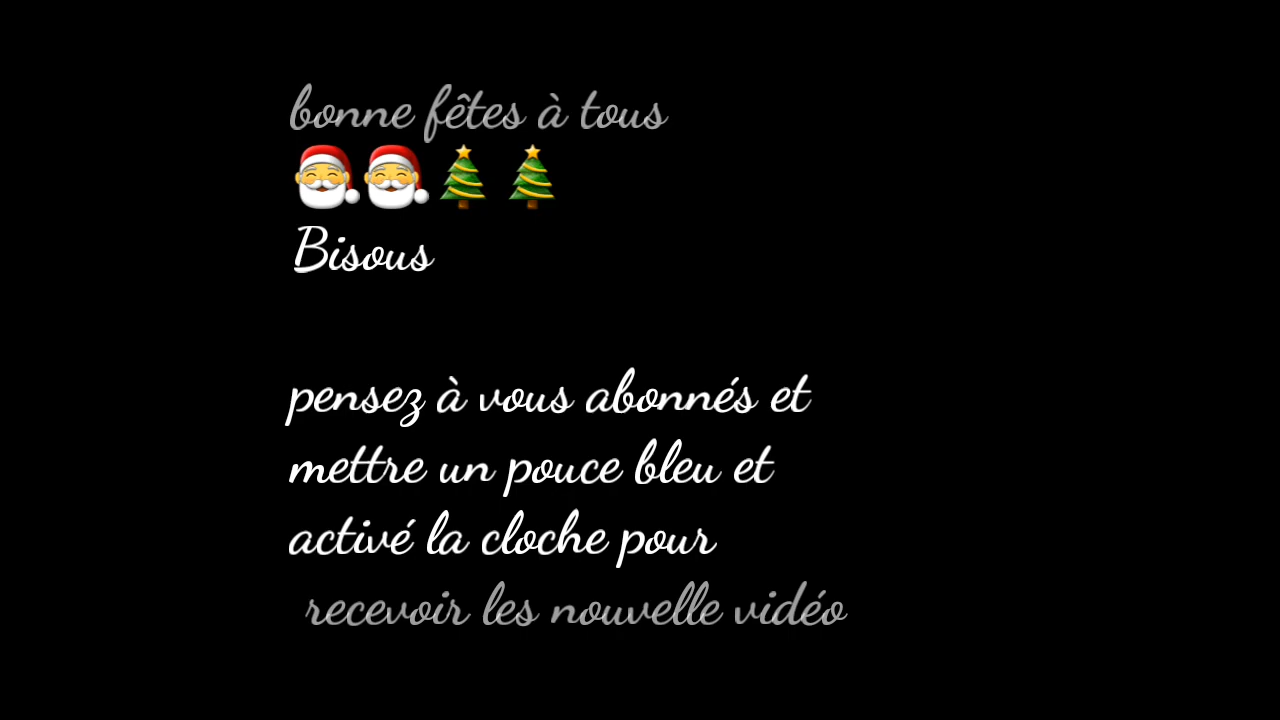 bonne fêtes à tous
🎅🎅🎄🎄
Bisous
pensez à vous abonnés et
mettre un pouce bleu et
activé la cloche pour
recevoir les nouvelle vidéo